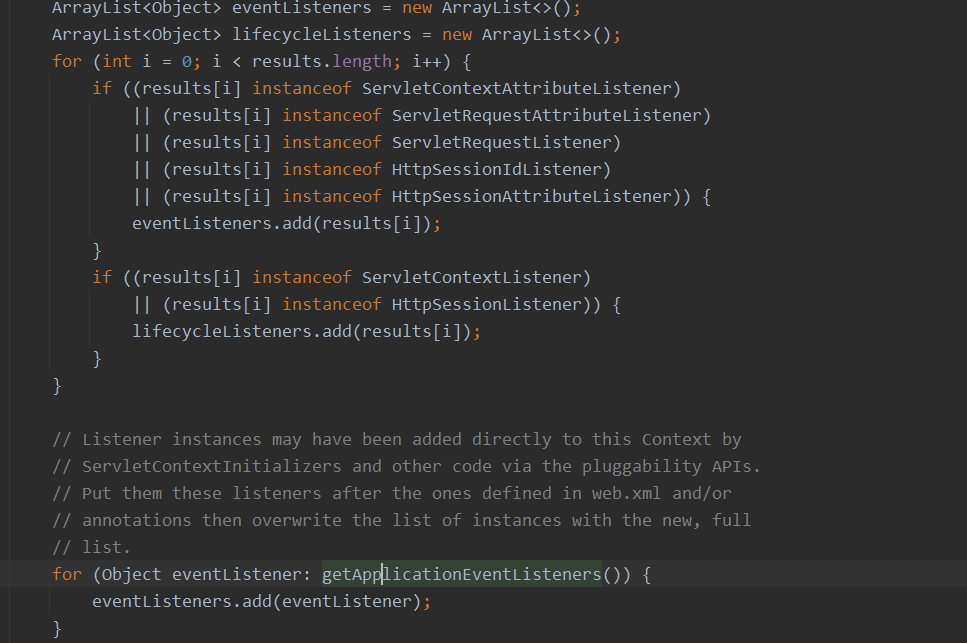 ArrayList<Object> eventListeners = new ArrayList<>();
ArrayList<Object> lifecycleListeners = new ArrayList<>();
for (int i = 0; i < results.length; i++) {
if ((results[i] instanceof ServletContextAttributeListener)
|| (results[i] instanceof ServletRequestAttributeListener)
|| (results[i] instanceof ServletRequestListener)
|| (results[i] instanceof HttpSessionIdListener)
|| (results[i] instanceof HttpSessionAttributeListener)) {
eventListeners.add(results[i]);
}
if ((results[i] instanceof ServletContextListener)
|| (results[i] instanceof HttpSessionListener)) {
lifecycleListeners.add(results[i]);
}
}
// Listener instances may have been added directly to this Context by
// ServletContextInitializers and other code via the pluggability APIs.
// Put them these listeners after the ones defined in web.xml and/or
// annotations then overwrite the list of instances with the new, full
// list.
for (Object eventListener: getApplicationEventListeners()) {
eventListeners.add(eventListener);
}